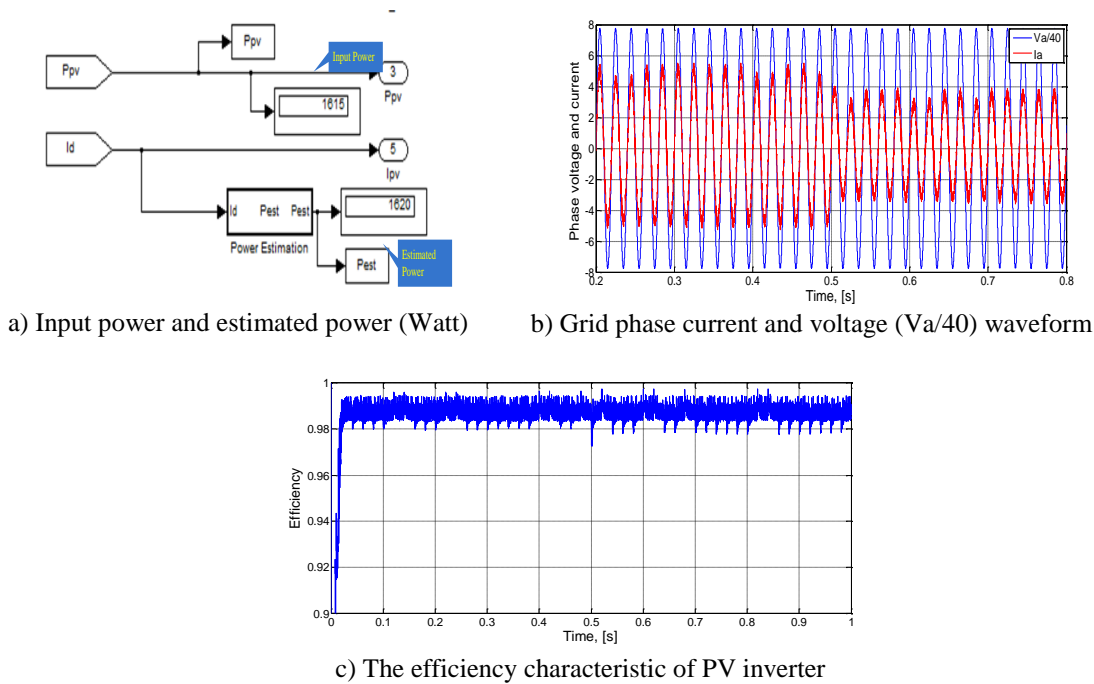 Ppv
Ppv
Input Power
3
Ppv
1615
Id
5
Ipv
Id Pest Pest
Power Estimation
1620
Pest
Estimated
Power
a) Input power and estimated power (Watt)
8
6
4
2
0
-2
-4
-6
-8
Phase voltage and current
Va/40
Ia
0.2 0.3 0.4 0.5 0.6 0.7 0.8
Time, [s]
b) Grid phase current and voltage (Va/40) waveform
1
0.98
0.96
0.94
0.92
0.9
Efficiency
0 0.1 0.2 0.3 0.4 0.5 0.6 0.7 0.8 0.9 1
Time, [s]
c) The efficiency characteristic of PV inverter